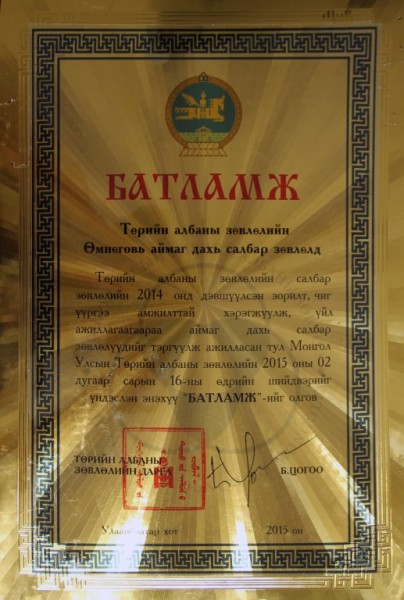 БАТЛАМЖ
Төрийн албаны зөвлөлийн
Өмнөговь аймаг дахь салбар зөвлөлд
Төрийн албаны зөвлөлийн салбар
зөвлөлийн 2014 онд дэвшүүлсэн зорилт, чиг
үүргээ амжилттай хэрэгжүүлж, үйл
ажиллагаагаараа аймаг дахь салбар
зөвлөлүүдийг тэргүүлж ажилласан тул Монгол
Улсын Төрийн албаны зөвлөлийн 2015 оны 02
дугаар сарын 16-ны өдрийн шийдвэрийг
үндэслэн энэхүү "БАТЛАМЖ"-ийг олгов
ТӨРИЙН АЛБАНЫ
ЗӨВЛӨЛИЙН ДАРГА Б.ЦОГОО
Улаанбаатар хот 2015 он